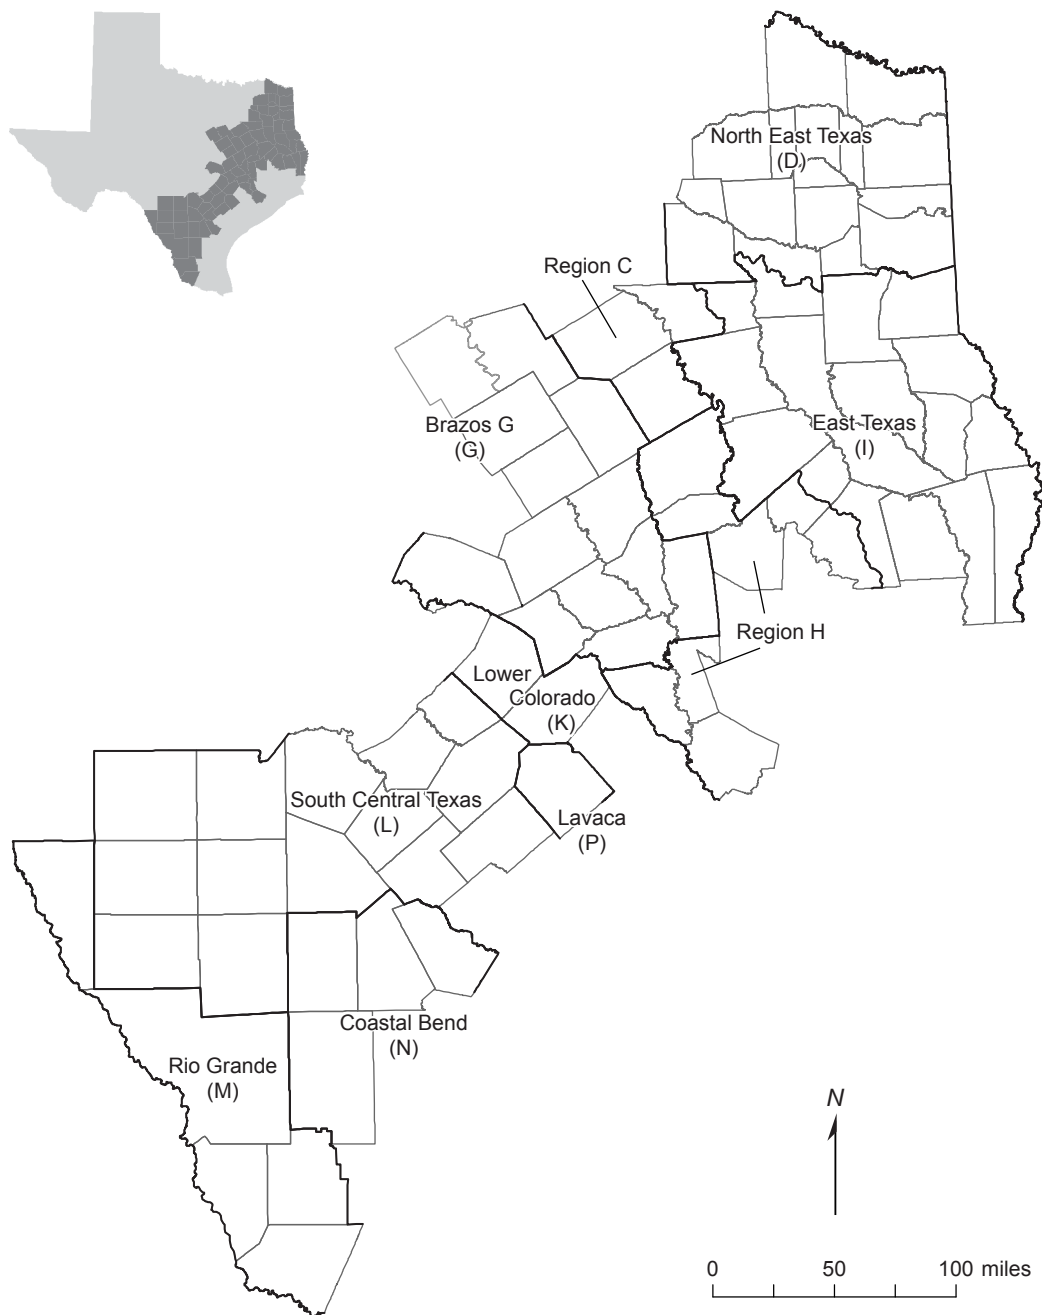 North East Texas
(D)
Region C
Brazos G
(G)
East Texas
(I)
Region H
Lower
Colorado
(K)
South Central Texas
(L)
Lavaca
(P)
Coastal Bend
(N)
Rio Grande
(M)
N
0 50 100 miles